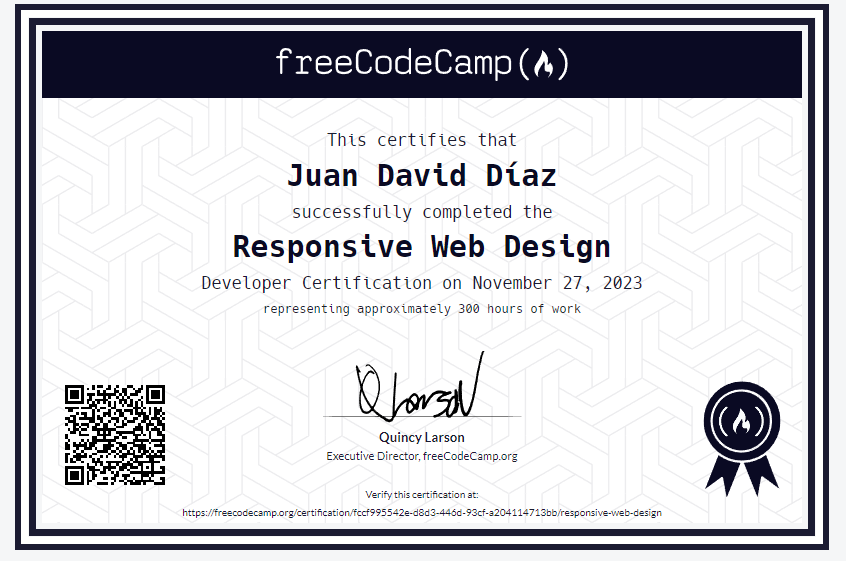 freeCodeCamp(🔥)
This certifies that
Juan David Díaz
successfully completed the
Responsive Web Design
Developer Certification on November 27, 2023
representing approximately 300 hours of work
QLarson
Quincy Larson
Executive Director, freeCodeCamp.org
Verify this certification at:
https://freecodecamp.org/certification/fccf995542e-d8d3-446d-93cf-a204114713bb/responsive-web-design